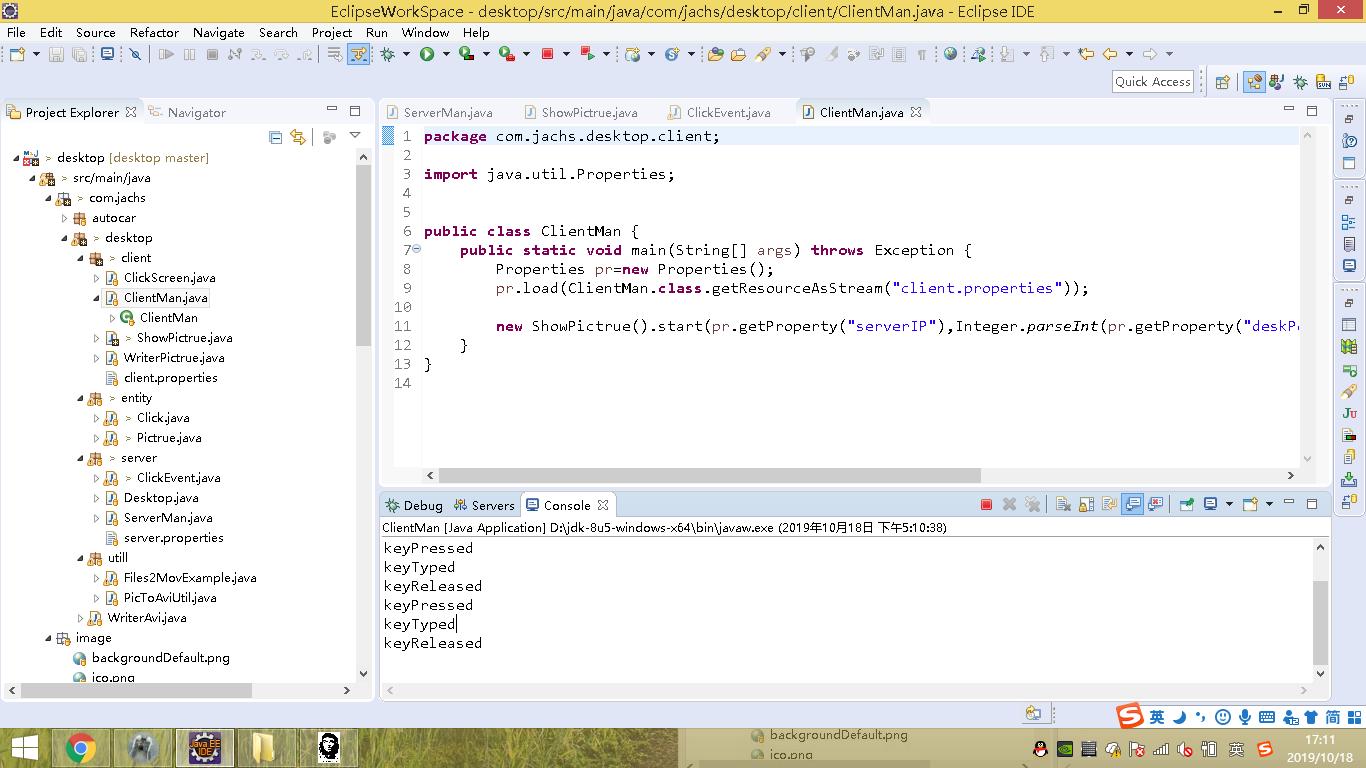 EclipseWorkSpace - desktop/src/main/java/com/jachs/desktop/client/ClientMan.java - Eclipse IDE
File Edit Source Refactor Navigate Search Project Run Window Help
Quick Access
Project Explorer
Navigator
> desktop [desktop master]
src/main/java
> com.jachs
autocar
> desktop
> client
ClickScreen.java
ClientMan.java
ClientMan
> ShowPictrue.java
WriterPictrue.java
client.properties
> entity
> Click.java
> Pictrue.java
> server
> ClickEvent.java
Desktop.java
ServerMan.java
server.properties
utill
Files2MovExample.java
PicToAviUtil.java
WriterAvi.java
image
backgroundDefault.png
ico.png
ServerMan.java
ShowPictrue.java
ClickEvent.java
ClientMan.java
1 package com.jachs.desktop.client;
2
3 import java.util.Properties;
4
5
6 public class ClientMan {
7 public static void main(String[] args) throws Exception {
8 Properties pr=new Properties();
9 pr.load(ClientMan.class.getResourceAsStream("client.properties"));
10
11 new ShowPictrue().start(pr.getProperty("serverIP"),Integer.parseInt(pr.getProperty("deskP
12 }
13 }
14
Debug Servers Console
ClientMan [Java Application] D:\jdk-8u5-windows-x64\bin\javaw.exe (2019年10月18日 下午5:10:38)
keyPressed
keyTyped
keyReleased
keyPressed
keyTyped
keyReleased
英
简
Java EE
IDE
backgroundDefault.png
ico.png
英
17:11
2019/10/18